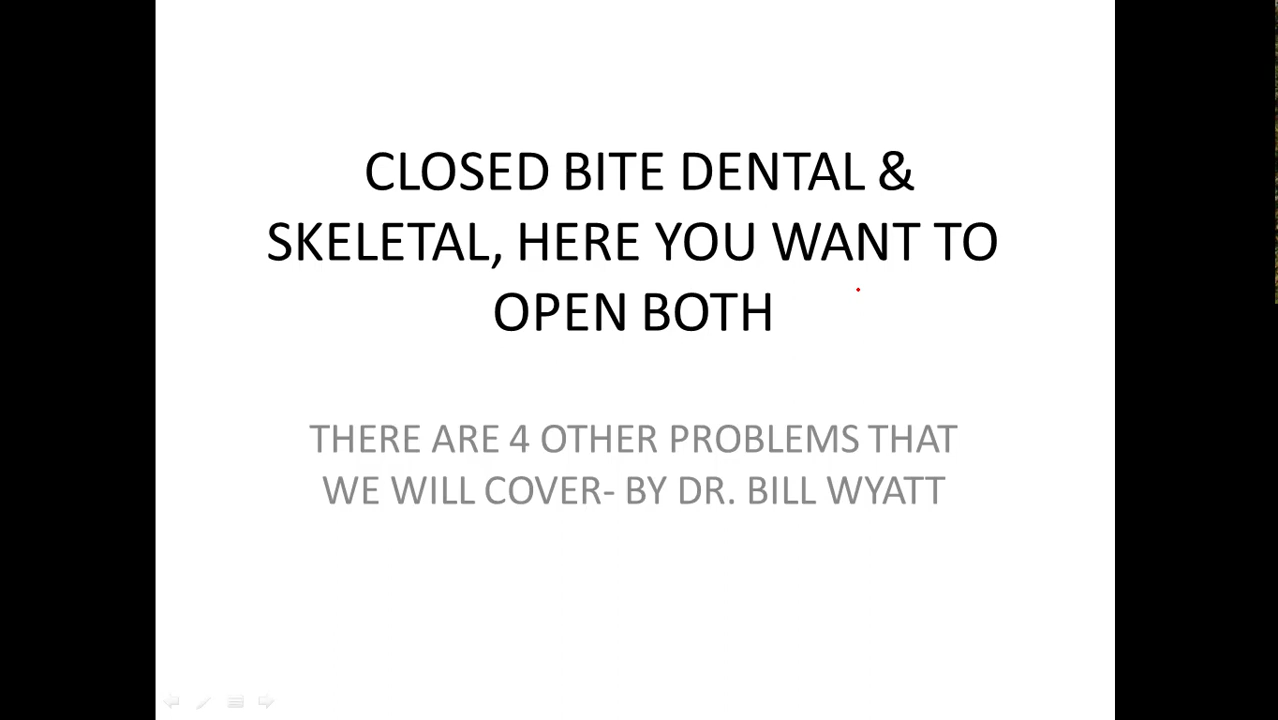 CLOSED BITE DENTAL &
SKELETAL, HERE YOU WANT TO
OPEN BOTH
THERE ARE 4 OTHER PROBLEMS THAT
WE WILL COVER- BY DR. BILL WYATT